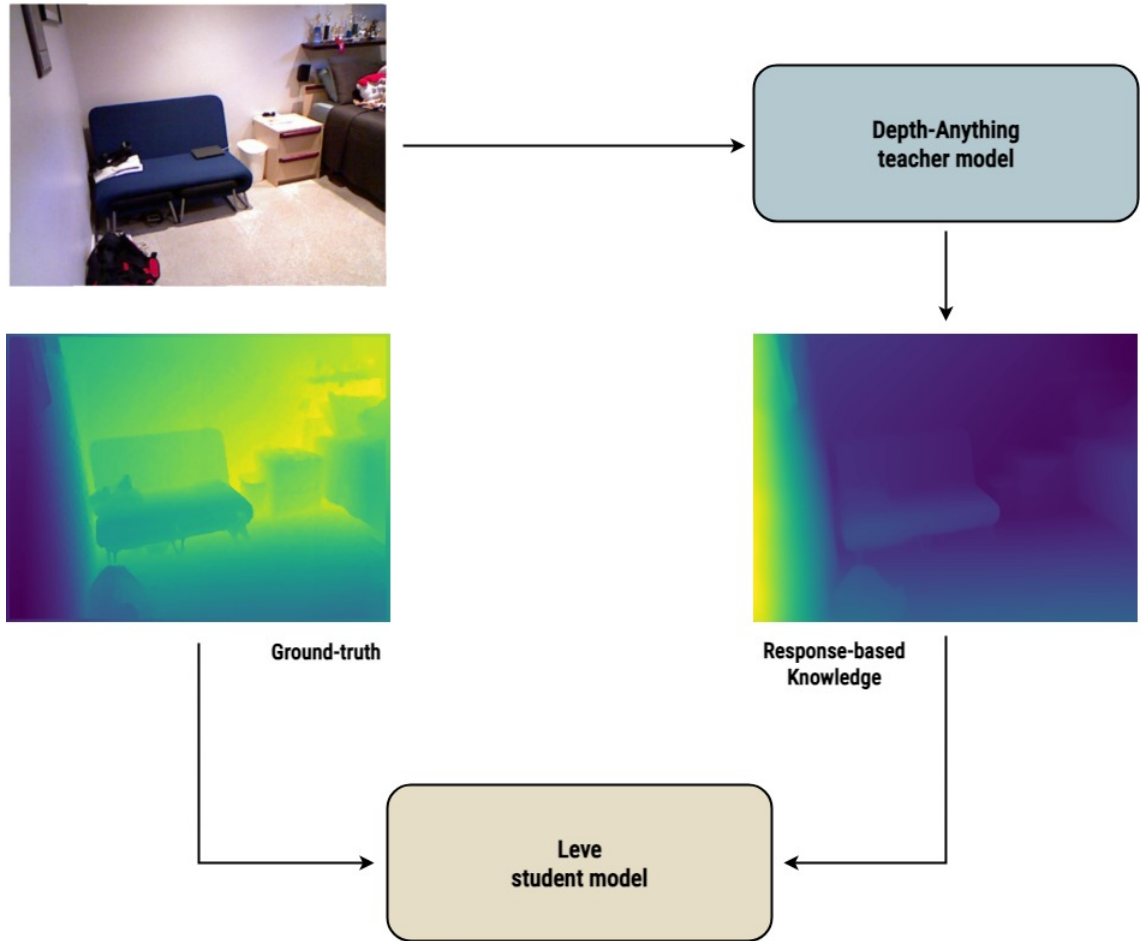 Depth-Anything
teacher model
Ground-truth
Response-based
Knowledge
Leve
student model